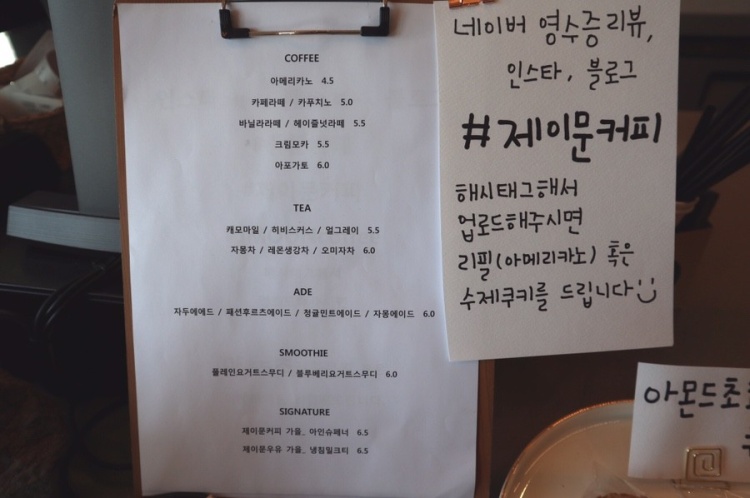 COFFEE
아메리카노 4.5
카페라떼 / 카푸치노 5.0
바닐라라떼 / 헤이즐넛라떼 5.5
크림모카 5.5
아포가토 6.0
TEA
캐모마일 / 히비스커스 / 얼그레이 5.5
자몽차 / 레몬생강차 / 오미자차 6.0
ADE
자두에에드 / 패션후르츠에이드 / 정글민트에이드 / 자몽에이드 6.0
SMOOTHIE
플레인요거트스무디 / 블루베리요거트스무디 6.0
SIGNATURE
제이문커피 가을_ 아인슈패너 6.5
제이문우유 가을_ 냉침밀크티 6.5
네이버 영수증리뷰,
인스타, 블로그
#제이문커피
해시태그해서
업로드해주시면
리필(아메리카노) 혹은
수제쿠키를 드립니다
아몬드초